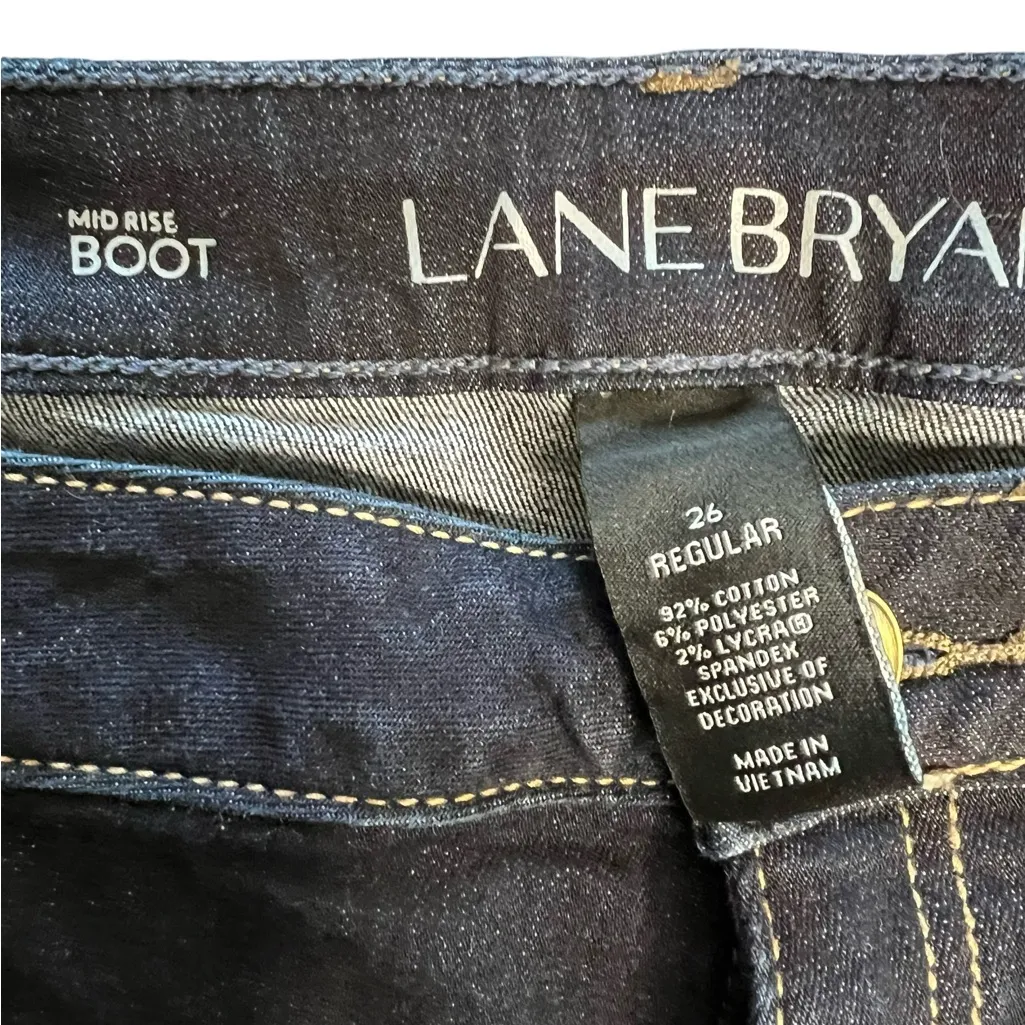 MID RISE
BOOT
LANE BRYA
26
REGULAR
92% COTTON
6% POLYESTER
2% LYCRA®
SPANDEX
EXCLUSIVE OF
DECORATION
MADE IN
VIETNAM